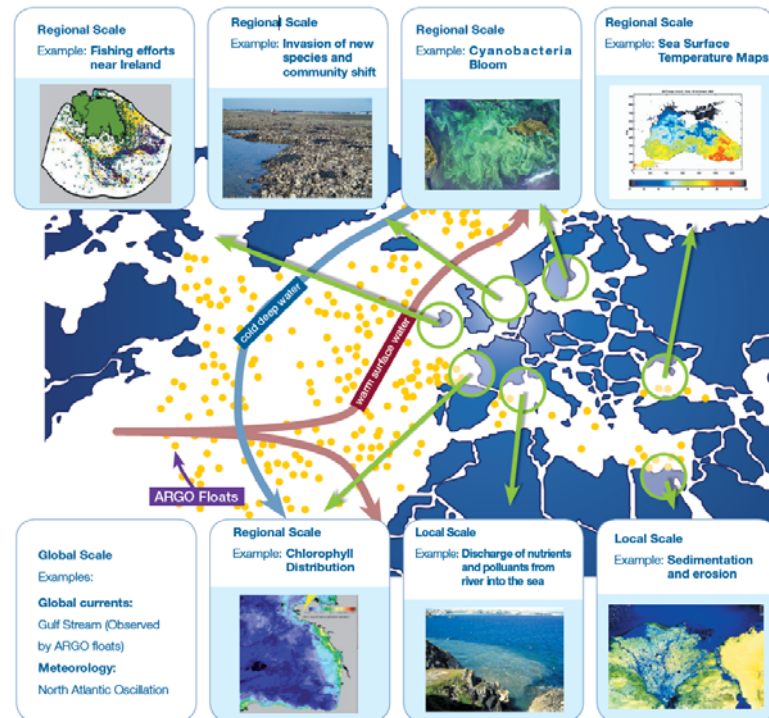 Regional Scale
Example: Fishing efforts
near Ireland
Regional Scale
Example: Invasion of new
species and
community shift
Regional Scale
Example: Cyanobacteria
Bloom
Regional Scale
Example: Sea Surface
Temperature Maps
cold deep water
warm surface water
ARGO Floats
Global Scale
Examples:
Global currents:
Gulf Stream (Observed
by ARGO floats)
Meteorology:
North Atlantic Oscillation
Regional Scale
Example: Chlorophyll
Distribution
Local Scale
Example: Discharge of nutrients
and polluants from
river into the sea
Local Scale
Example: Sedimentation
and erosion